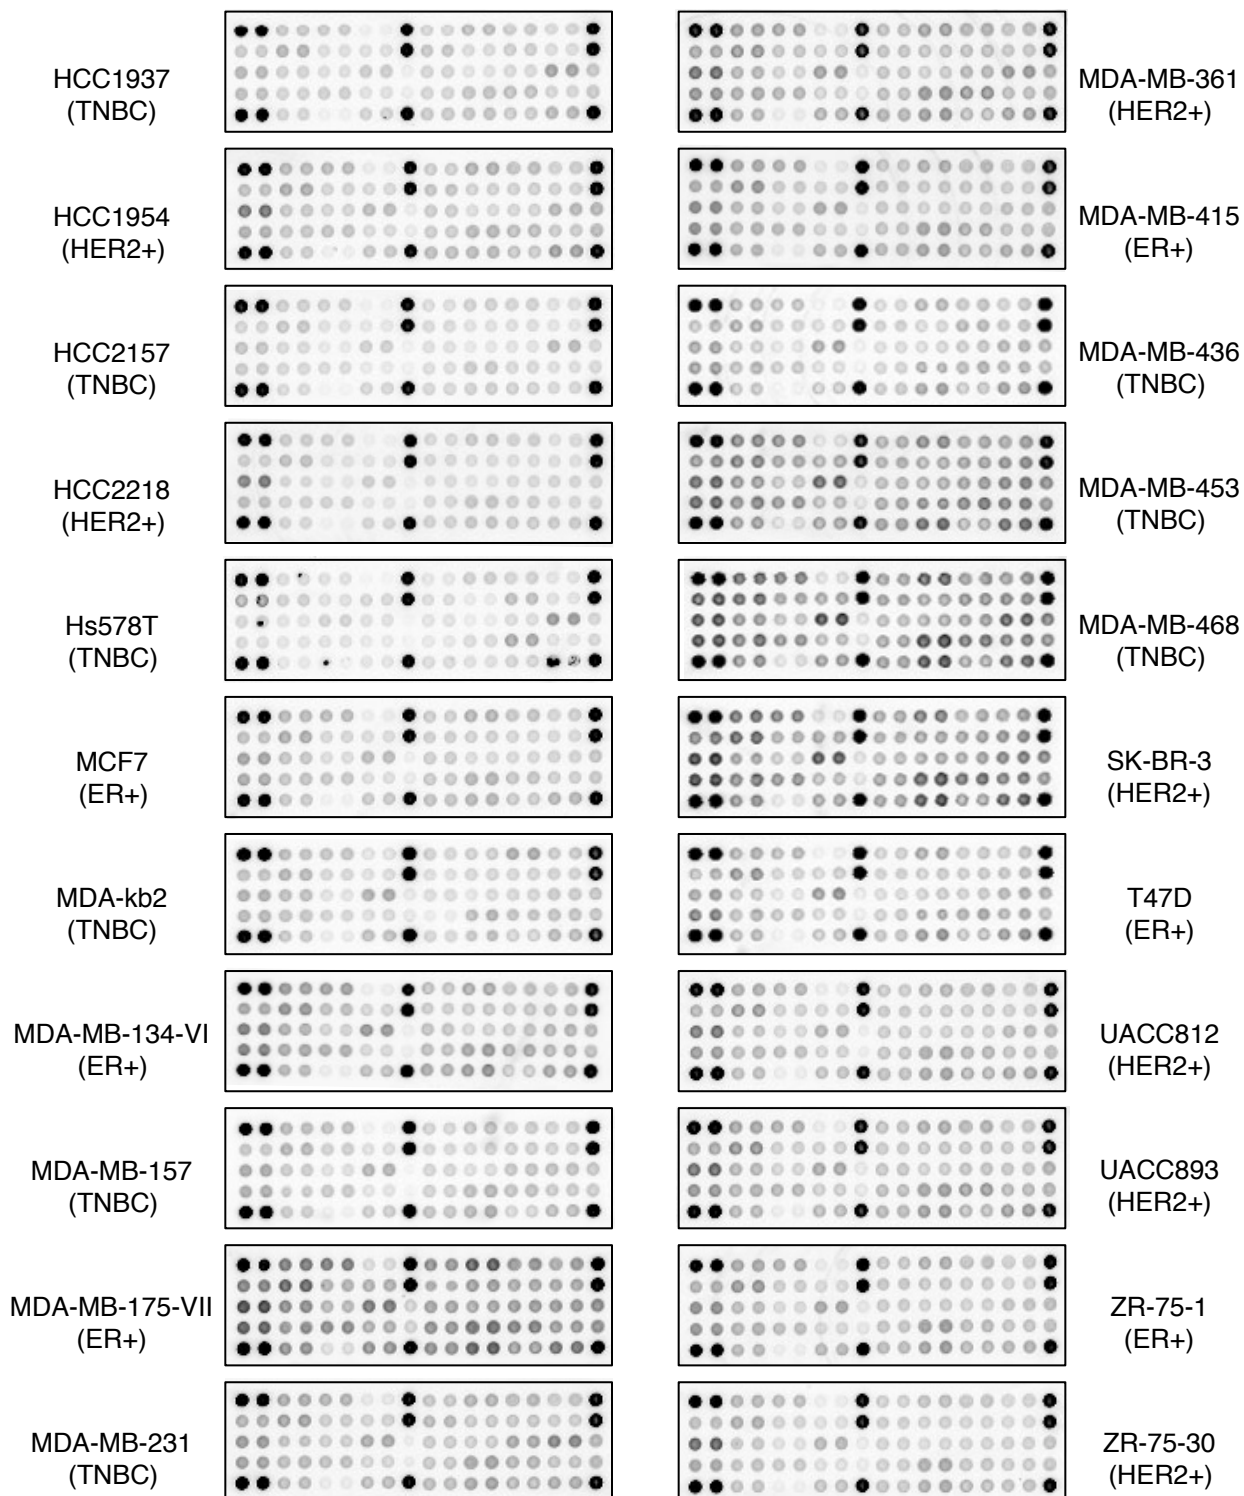 HCC1937
(TNBC)
HCC1954
(HER2+)
HCC2157
(TNBC)
HCC2218
(HER2+)
Hs578T
(TNBC)
MCF7
(ER+)
MDA-kb2
(TNBC)
MDA-MB-134-VI
(ER+)
MDA-MB-157
(TNBC)
MDA-MB-175-VII
(ER+)
MDA-MB-231
(TNBC)
MDA-MB-361
(HER2+)
MDA-MB-415
(ER+)
MDA-MB-436
(TNBC)
MDA-MB-453
(TNBC)
MDA-MB-468
(TNBC)
SK-BR-3
(HER2+)
T47D
(ER+)
UACC812
(HER2+)
UACC893
(HER2+)
ZR-75-1
(ER+)
ZR-75-30
(HER2+)